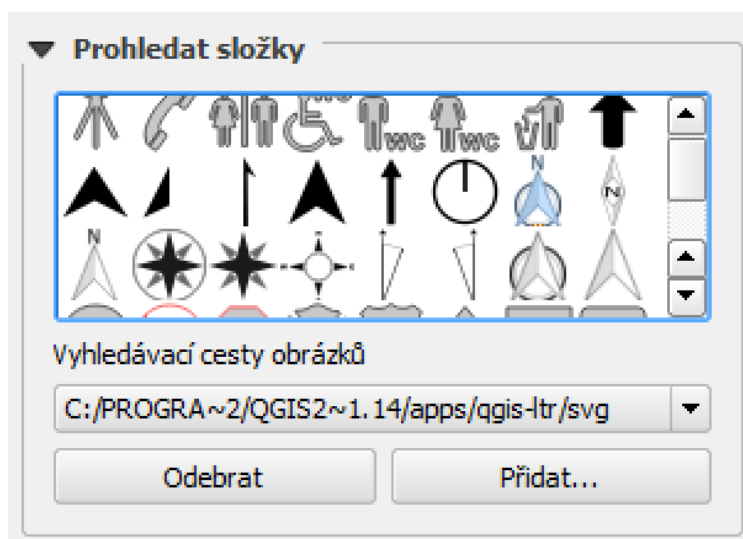 Prohledat složky
wc wc
N
N
N
Vyhledávací cesty obrázků
C:/PROGRA~2/QGIS2~1.14/apps/qgis-ltr/svg
Odebrat Přidat...